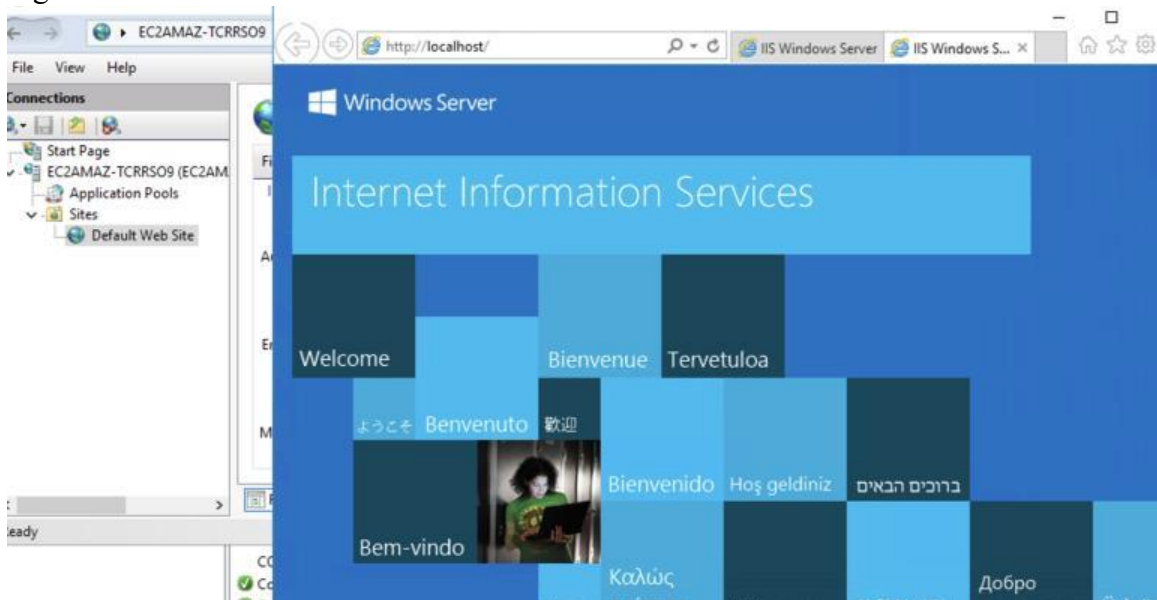 EC2AMAZ-TCRRSO9
http://localhost/
IIS Windows Server
IIS Windows S...
File View Help
Connections
Start Page
EC2AMAZ-TCRRSO9 (EC2AM
Application Pools
Sites
Default Web Site
Windows Server
Internet Information Services
Welcome
Bienvenue
Tervetuloa
ようこそ
Benvenuto
歡迎
Bienvenido
Hoş geldiniz
ברוכים הבאים
Bem-vindo
Καλώς
Добро
eady